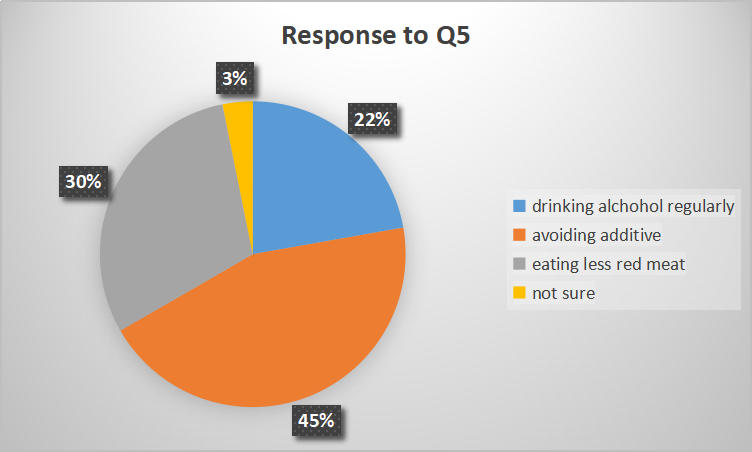 Response to Q5
3%
22%
30%
45%
drinking alchohol regularly
avoiding additive
eating less red meat
not sure